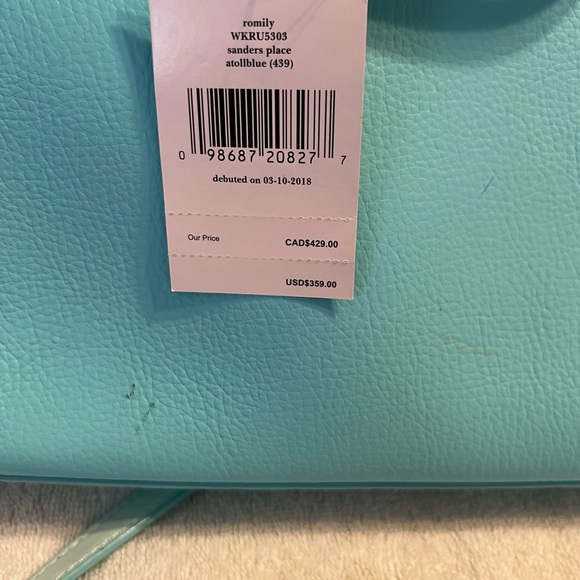 romily
WKRU5303
sanders place
atollblue (439)
0 98687 20827 7
debuted on 03-10-2018
Our Price CAD$429.00
USD$359.00